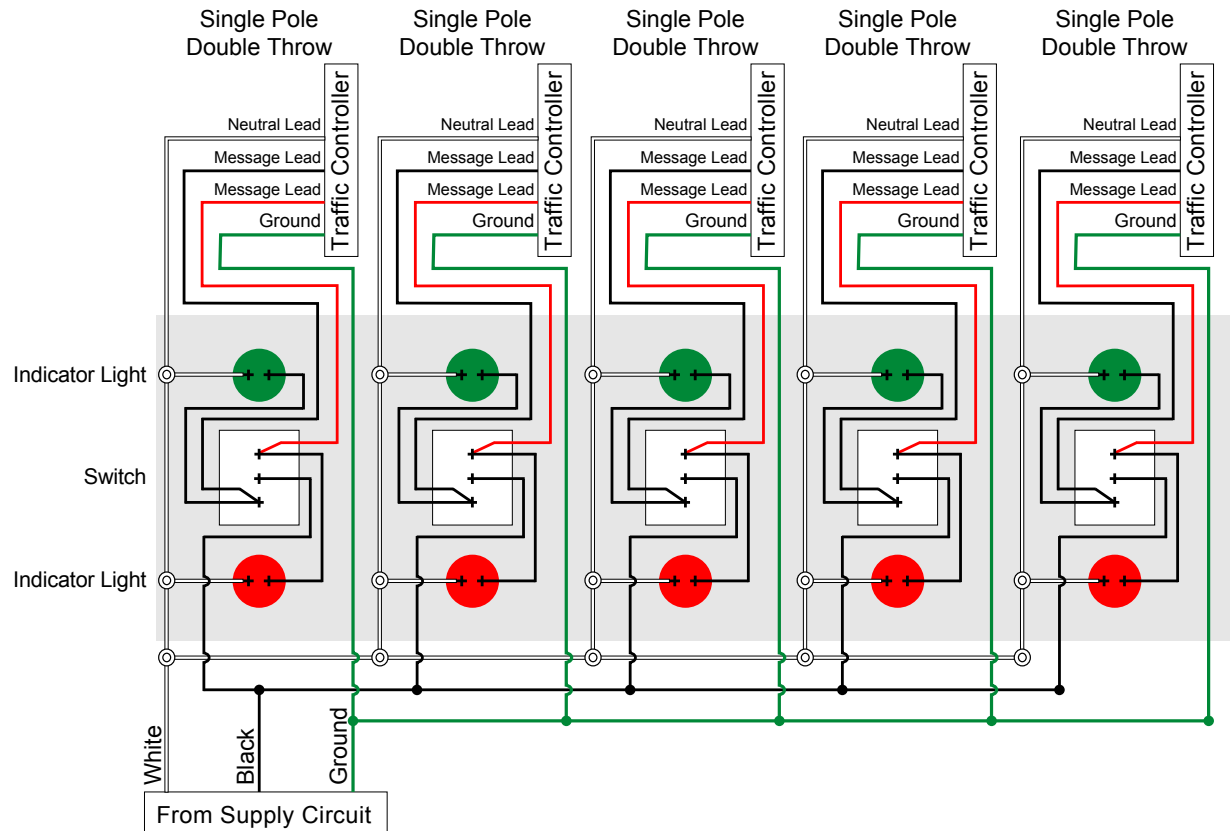 Single Pole
Double Throw
Single Pole
Double Throw
Single Pole
Double Throw
Single Pole
Double Throw
Single Pole
Double Throw
Traffic Controller
Traffic Controller
Traffic Controller
Traffic Controller
Traffic Controller
Neutral Lead
Neutral Lead
Neutral Lead
Neutral Lead
Neutral Lead
Message Lead
Message Lead
Message Lead
Message Lead
Message Lead
Message Lead
Message Lead
Message Lead
Message Lead
Message Lead
Ground
Ground
Ground
Ground
Ground
Indicator Light
Switch
Indicator Light
White
Black
Ground
From Supply Circuit